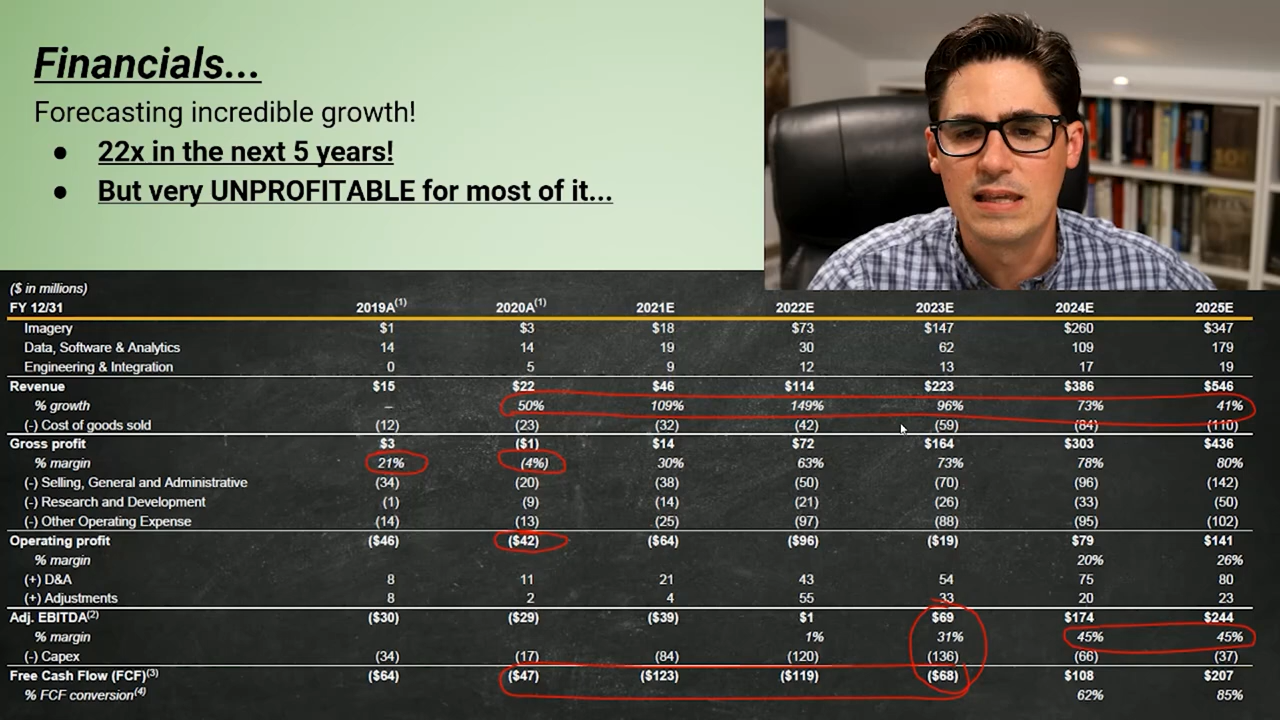 Financials...
Forecasting incredible growth!
● 22x in the next 5 years!
● But very UNPROFITABLE for most of it...
($ in millions)
FY 12/31 2019A(1) 2020A(1) 2021E 2022E 2023E 2024E 2025E
Imagery $1 $3 $18 $73 $147 $260 $347
Data, Software & Analytics 14 14 19 30 62 109 179
Engineering & Integration 0 5 9 12 13 17 19
Revenue $15 $22 $46 $114 $223 $386 $546
% growth – 50% 109% 149% 96% 73% 41%
(-) Cost of goods sold (12) (23) (32) (42) (59) (84) (110)
Gross profit $3 ($1) $14 $72 $164 $303 $436
% margin 21% (4%) 30% 63% 73% 78% 80%
(-) Selling, General and Administrative (34) (20) (38) (50) (70) (96) (142)
(-) Research and Development (1) (9) (14) (21) (26) (33) (50)
(-) Other Operating Expense (14) (13) (25) (97) (88) (95) (102)
Operating profit ($46) ($42) ($64) ($96) ($19) $79 $141
% margin 20% 26%
(+) D&A 8 11 21 43 54 75 80
(+) Adjustments 8 2 4 55 33 20 23
Adj. EBITDA(2) ($30) ($29) ($39) $1 $69 $174 $244
% margin 1% 31% 45% 45%
(-) Capex (34) (17) (84) (120) (136) (66) (37)
Free Cash Flow (FCF)(3) ($64) ($47) ($123) ($119) ($68) $108 $207
% FCF conversion(4) 62% 85%